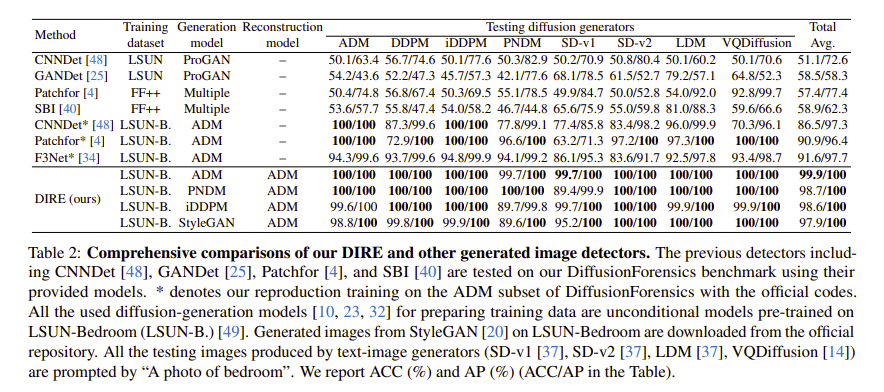 Method Training dataset Generation model Reconstruction model Testing diffusion generators Total Avg.
ADM DDPM iDDPM PNDM SD-v1 SD-v2 LDM VQDiffusion
CNNDet [48] LSUN ProGAN – 50.1/63.4 56.7/74.6 50.1/77.6 50.3/82.9 50.2/70.9 50.8/80.4 50.1/60.2 50.1/70.6 51.1/72.6
GANDet [25] LSUN ProGAN – 54.2/43.6 52.2/47.3 45.7/57.3 42.1/77.6 68.1/78.5 61.5/52.7 79.2/57.1 64.8/52.3 58.5/58.3
Patchfor [4] FF++ Multiple – 50.4/74.8 56.8/67.4 50.3/69.5 55.1/78.5 49.9/84.7 50.0/52.8 54.0/92.0 92.8/99.7 57.4/77.4
SBI [40] FF++ Multiple – 53.6/57.7 55.8/47.4 54.0/58.2 46.7/44.8 65.6/75.9 55.0/59.8 81.0/88.3 59.6/66.6 58.9/62.3
CNNDet* [48] LSUN-B. ADM – 100/100 87.3/99.6 100/100 77.8/99.1 77.4/85.8 83.4/98.2 96.0/99.9 70.3/96.1 86.5/97.3
Patchfor* [4] LSUN-B. ADM – 100/100 72.9/100 100/100 96.6/100 63.2/71.3 97.2/100 97.3/100 100/100 90.9/96.4
F3Net* [34] LSUN-B. ADM – 94.3/99.6 93.7/99.6 94.8/99.9 94.1/99.2 86.1/95.3 83.6/91.7 92.5/97.8 93.4/98.7 91.6/97.7
DIRE (ours) LSUN-B. ADM ADM 100/100 100/100 100/100 99.7/100 99.7/100 100/100 100/100 100/100 99.9/100
LSUN-B. PNDM ADM 100/100 100/100 100/100 100/100 89.4/99.9 100/100 100/100 100/100 98.7/100
LSUN-B. iDDPM ADM 99.6/100 100/100 100/100 89.7/99.8 99.7/100 100/100 99.9/100 99.9/100 98.6/100
LSUN-B. StyleGAN ADM 98.8/100 99.8/100 99.9/100 89.6/100 95.2/100 100/100 100/100 100/100 97.9/100
Table 2: Comprehensive comparisons of our DIRE and other generated image detectors. The previous detectors includ-
ing CNNDet [48], GANDet [25], Patchfor [4], and SBI [40] are tested on our DiffusionForensics benchmark using their
provided models. * denotes our reproduction training on the ADM subset of DiffusionForensics with the official codes.
All the used diffusion-generation models [10, 23, 32] for preparing training data are unconditional models pre-trained on
LSUN-Bedroom (LSUN-B.) [49]. Generated images from StyleGAN [20] on LSUN-Bedroom are downloaded from the official
repository. All the testing images produced by text-image generators (SD-v1 [37], SD-v2 [37], LDM [37], VQDiffusion [14])
are prompted by “A photo of bedroom”. We report ACC (%) and AP (%) (ACC/AP in the Table).